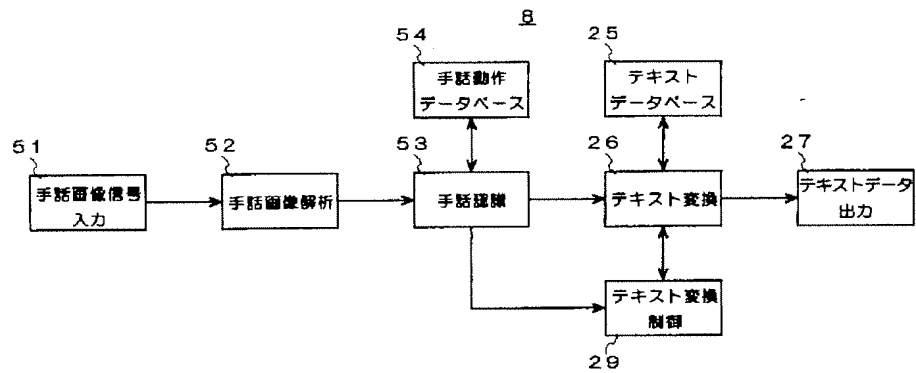 8
54
手話動作
データベース
25
テキスト
データベース
51
手話画像信号
入力
52
手話画像解析
53
手話認識
26
テキスト変換
27
テキストデータ
出力
テキスト変換
制御
29